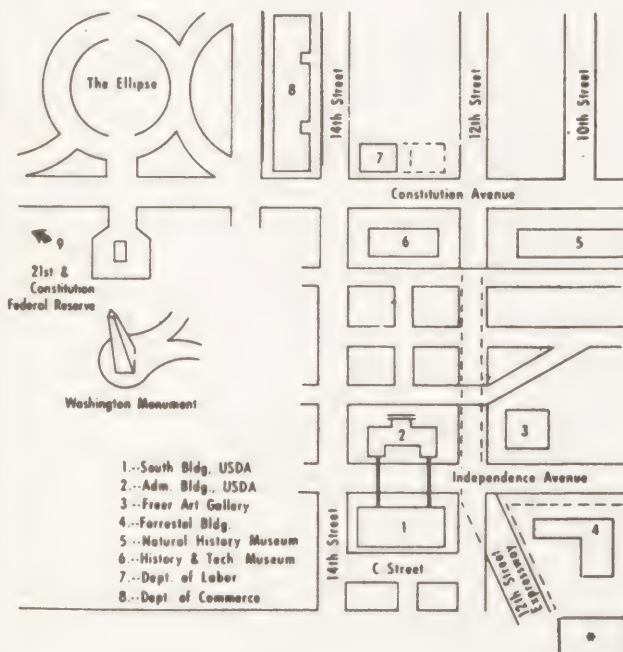 The Ellipse
8
14th Street
12th Street
10th Street
7
Constitution Avenue
9
21st &
Constitution
Federal Reserve
6
5
Washington Monument
2
3
Independence Avenue
1.--South Bldg. USDA
2.--Adm. Bldg., USDA
3 --Freer Art Gallery
4.--Forrestal Bldg.
5 --Natural History Museum
6.--History & Tech Museum
7.--Dept. of Labor
8.--Dept of Commerce
14th Street
1
C Street
12th Street
Expressway
4
*